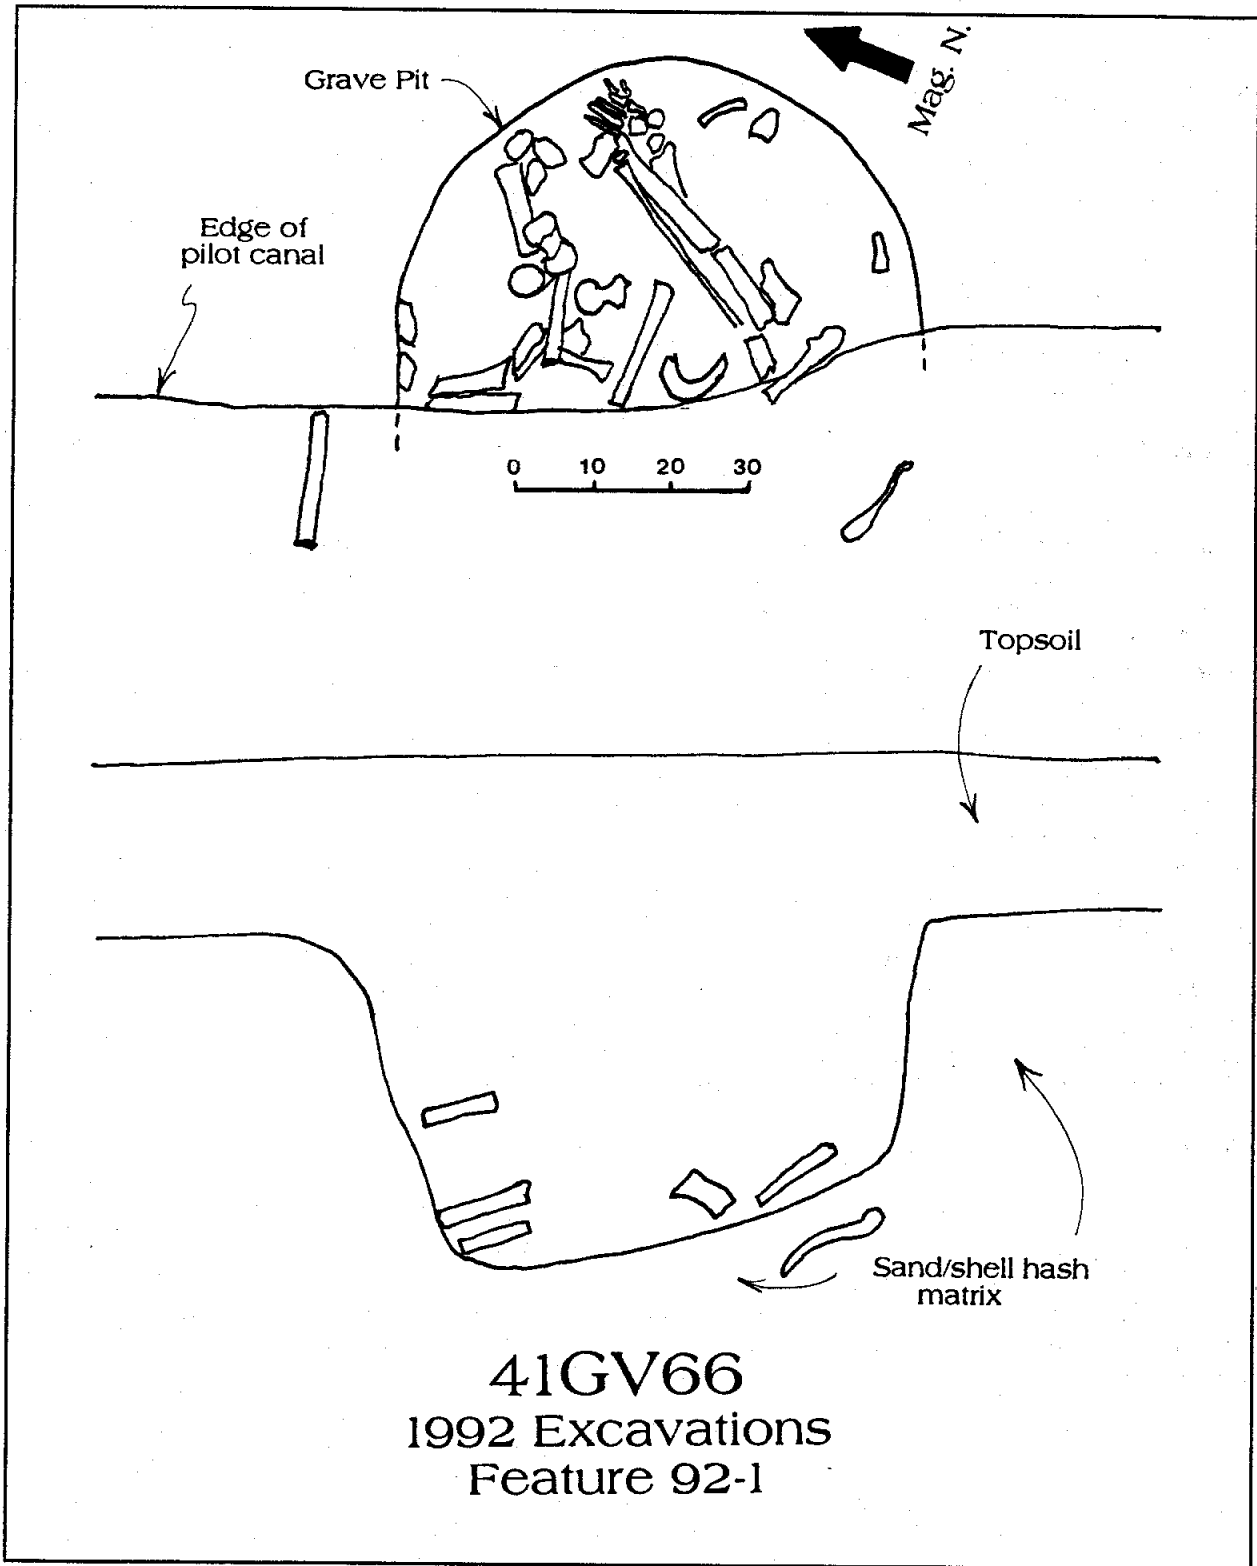 Grave Pit
Mag. N.
Edge of
pilot canal
0 10 20 30
Topsoil
Sand/shell hash
matrix
41GV66
1992 Excavations
Feature 92-1